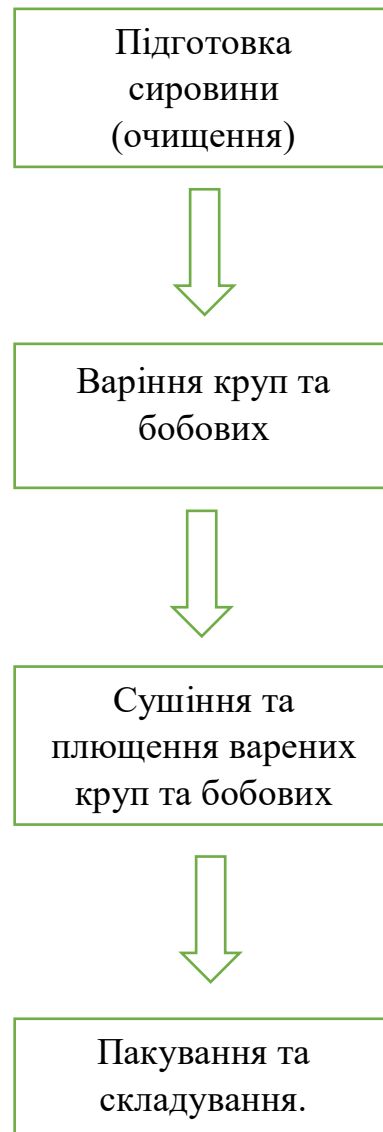 Підготовка
сировини
(очищення)
Варіння круп та
бобових
Сушіння та
плющення варених
круп та бобових
Пакування та
складування.